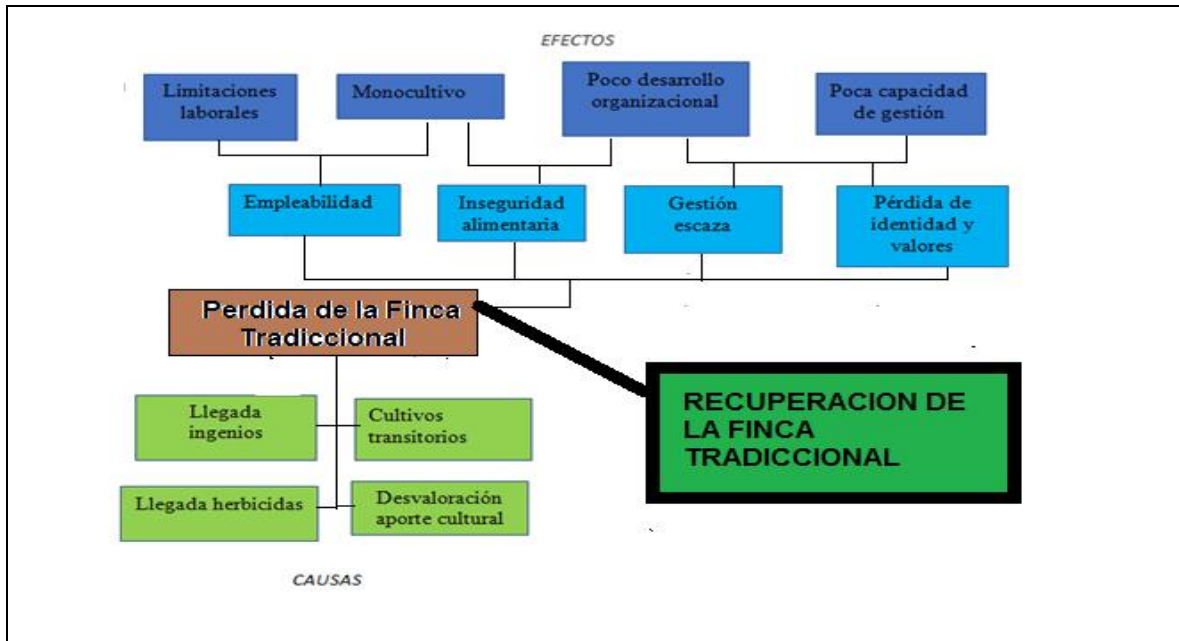 EFECTOS
Limitaciones
laborales
Monocultivo
Poco desarrollo
organizacional
Poca capacidad
de gestión
Empleabilidad
Inseguridad
alimentaria
Gestión
escaza
Pérdida de
identidad y
valores
Perdida de la Finca
Tradiccional
RECUPERACION DE
LA FINCA
TRADICCIONAL
Llegada
ingenios
Cultivos
transitorios
Llegada herbicidas
Desvaloración
aporte cultural
CAUSAS